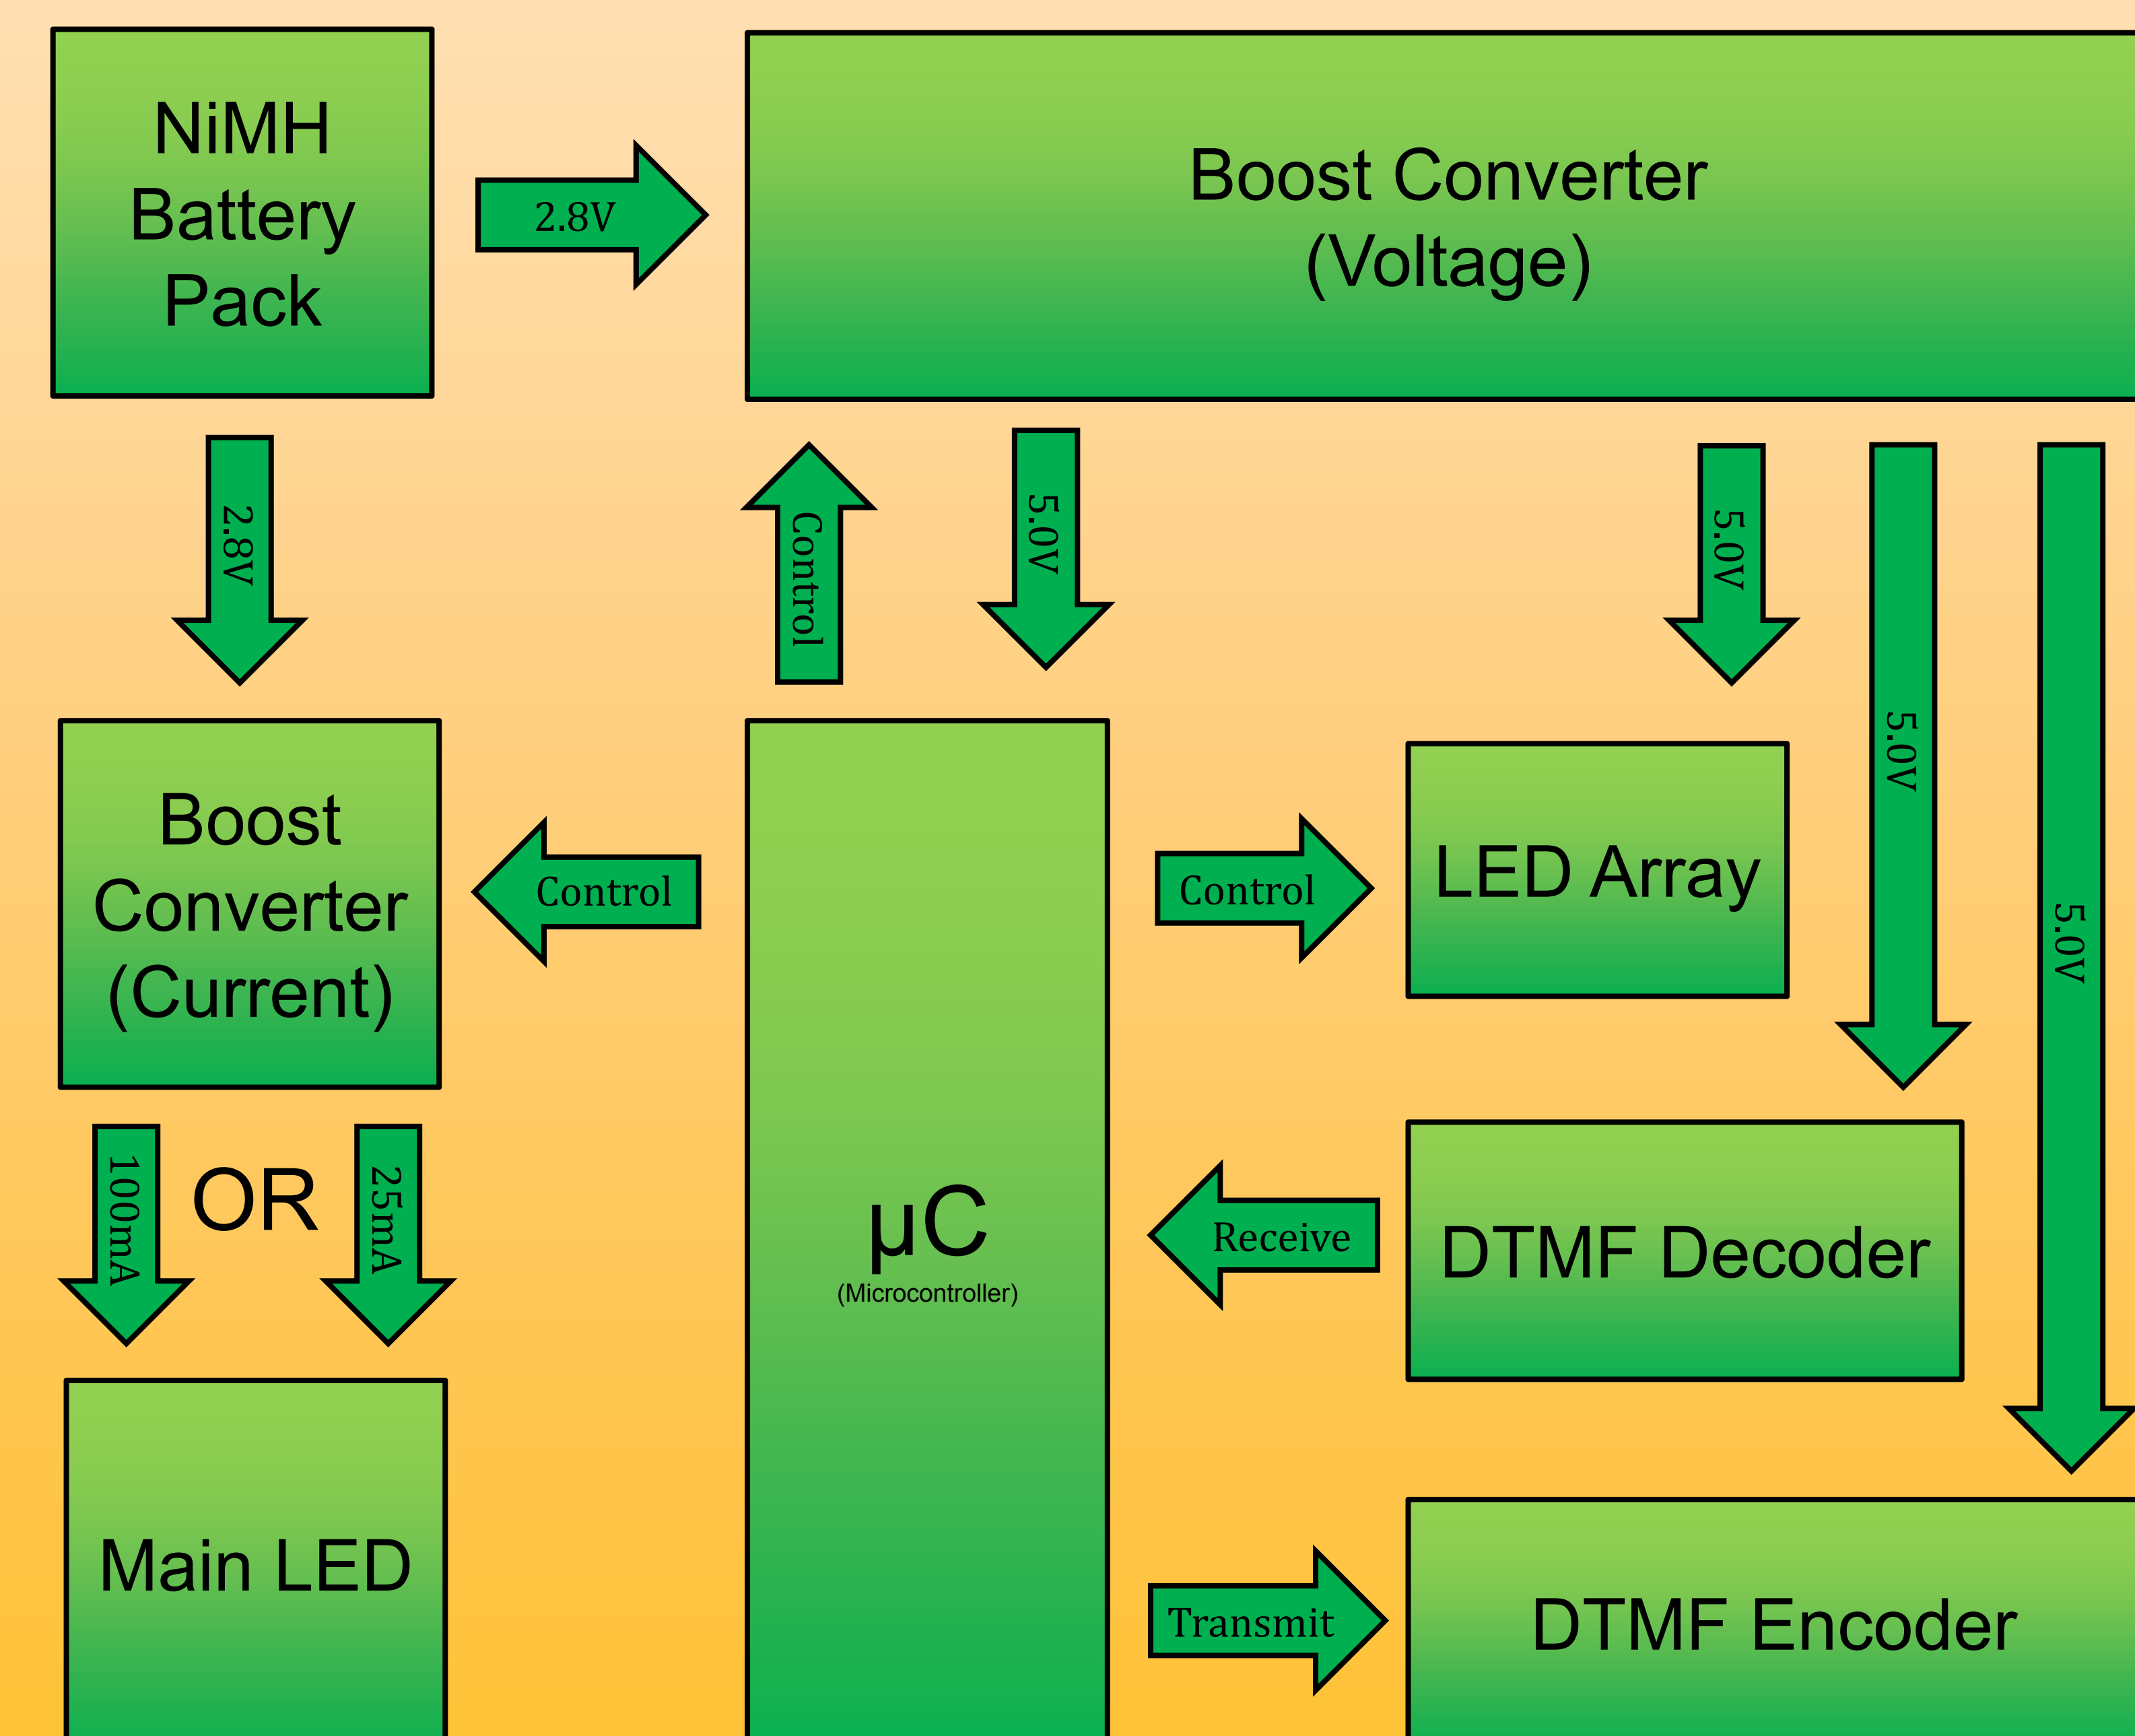 NiMH
Battery
Pack
2.8V
Boost Converter
(Voltage)
2.8V
Control
5.0V
5.0V
5.0V
5.0V
Boost
Converter
(Current)
Control
Control
LED Array
100mA
OR
25mA
µC
(Microcontroller)
Receive
DTMF Decoder
Main LED
Transmit
DTMF Encoder